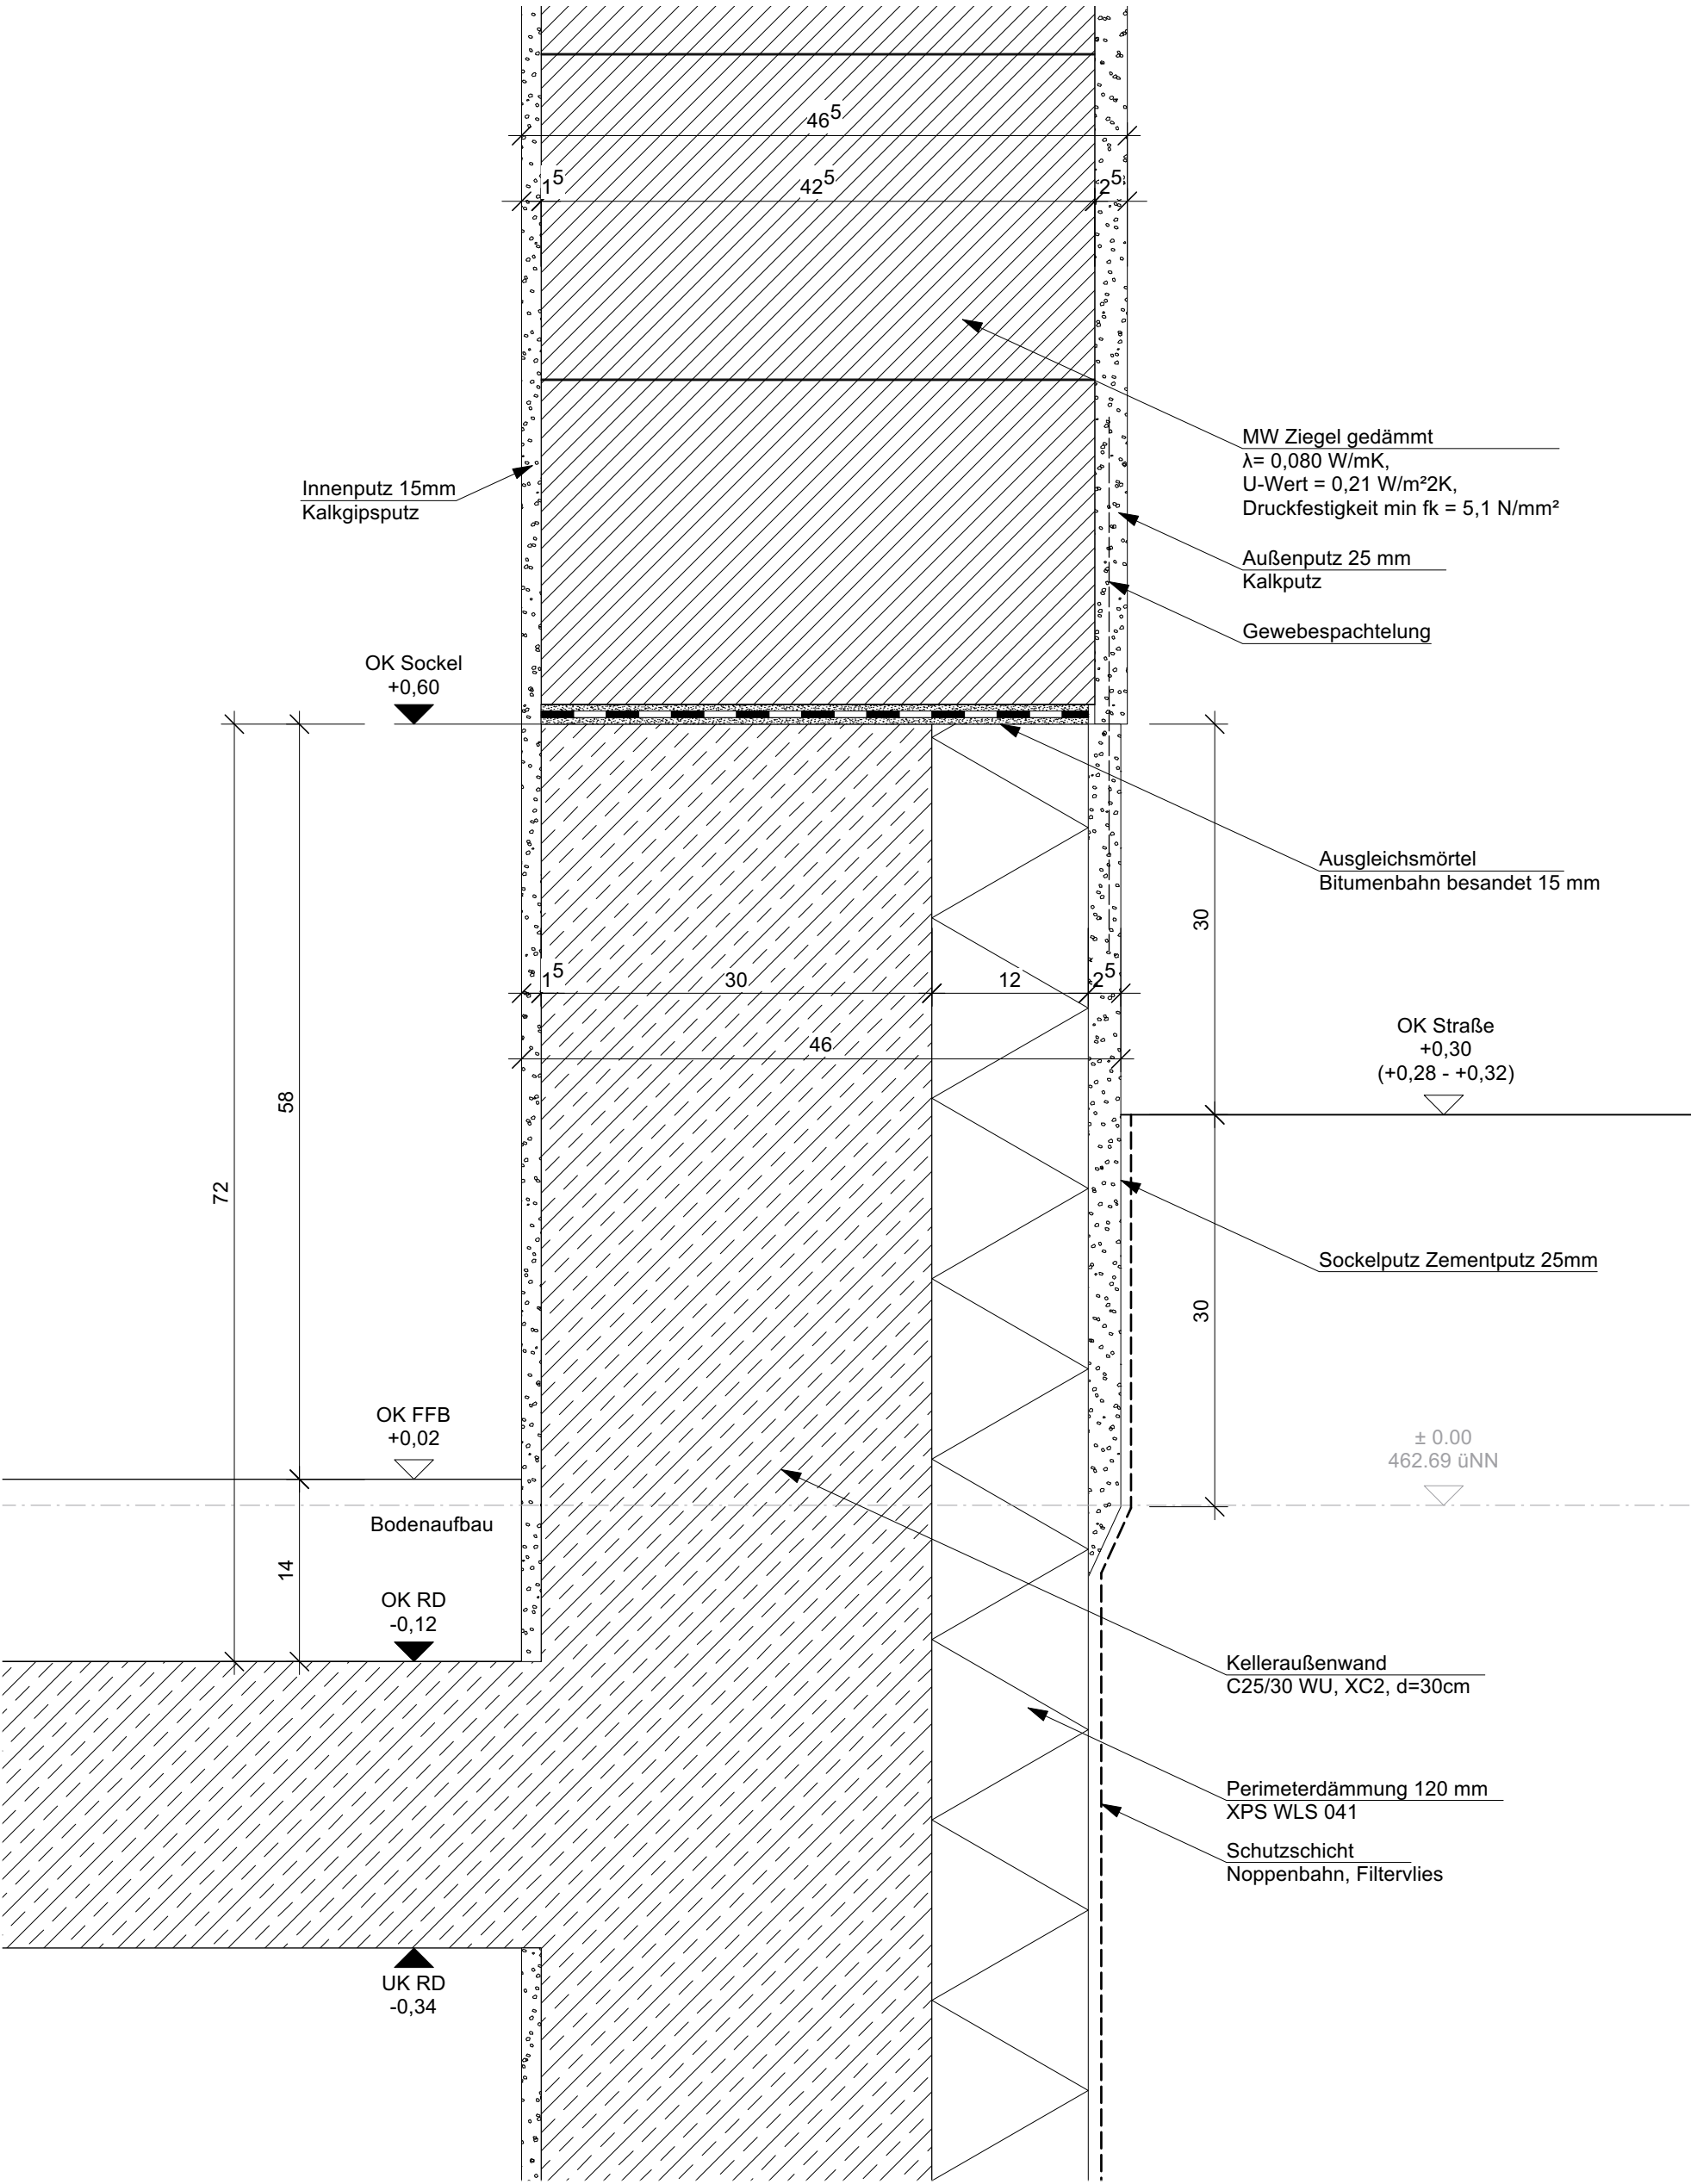 46⁵
1⁵
42⁵
2⁵
MW Ziegel gedämmt
λ= 0,080 W/mK,
U-Wert = 0,21 W/m²2K,
Druckfestigkeit min fk = 5,1 N/mm²
Innenputz 15mm
Kalkgipsputz
Außenputz 25 mm
Kalkputz
Gewebespachtelung
OK Sockel
+0,60
Ausgleichsmörtel
Bitumenbahn besandet 15 mm
30
1⁵
30
12
2⁵
46
OK Straße
+0,30
(+0,28 - +0,32)
58
72
Sockelputz Zementputz 25mm
30
OK FFB
+0,02
± 0.00
462.69 üNN
Bodenaufbau
14
OK RD
-0,12
Kelleraußenwand
C25/30 WU, XC2, d=30cm
Perimeterdämmung 120 mm
XPS WLS 041
Schutzschicht
Noppenbahn, Filtervlies
UK RD
-0,34